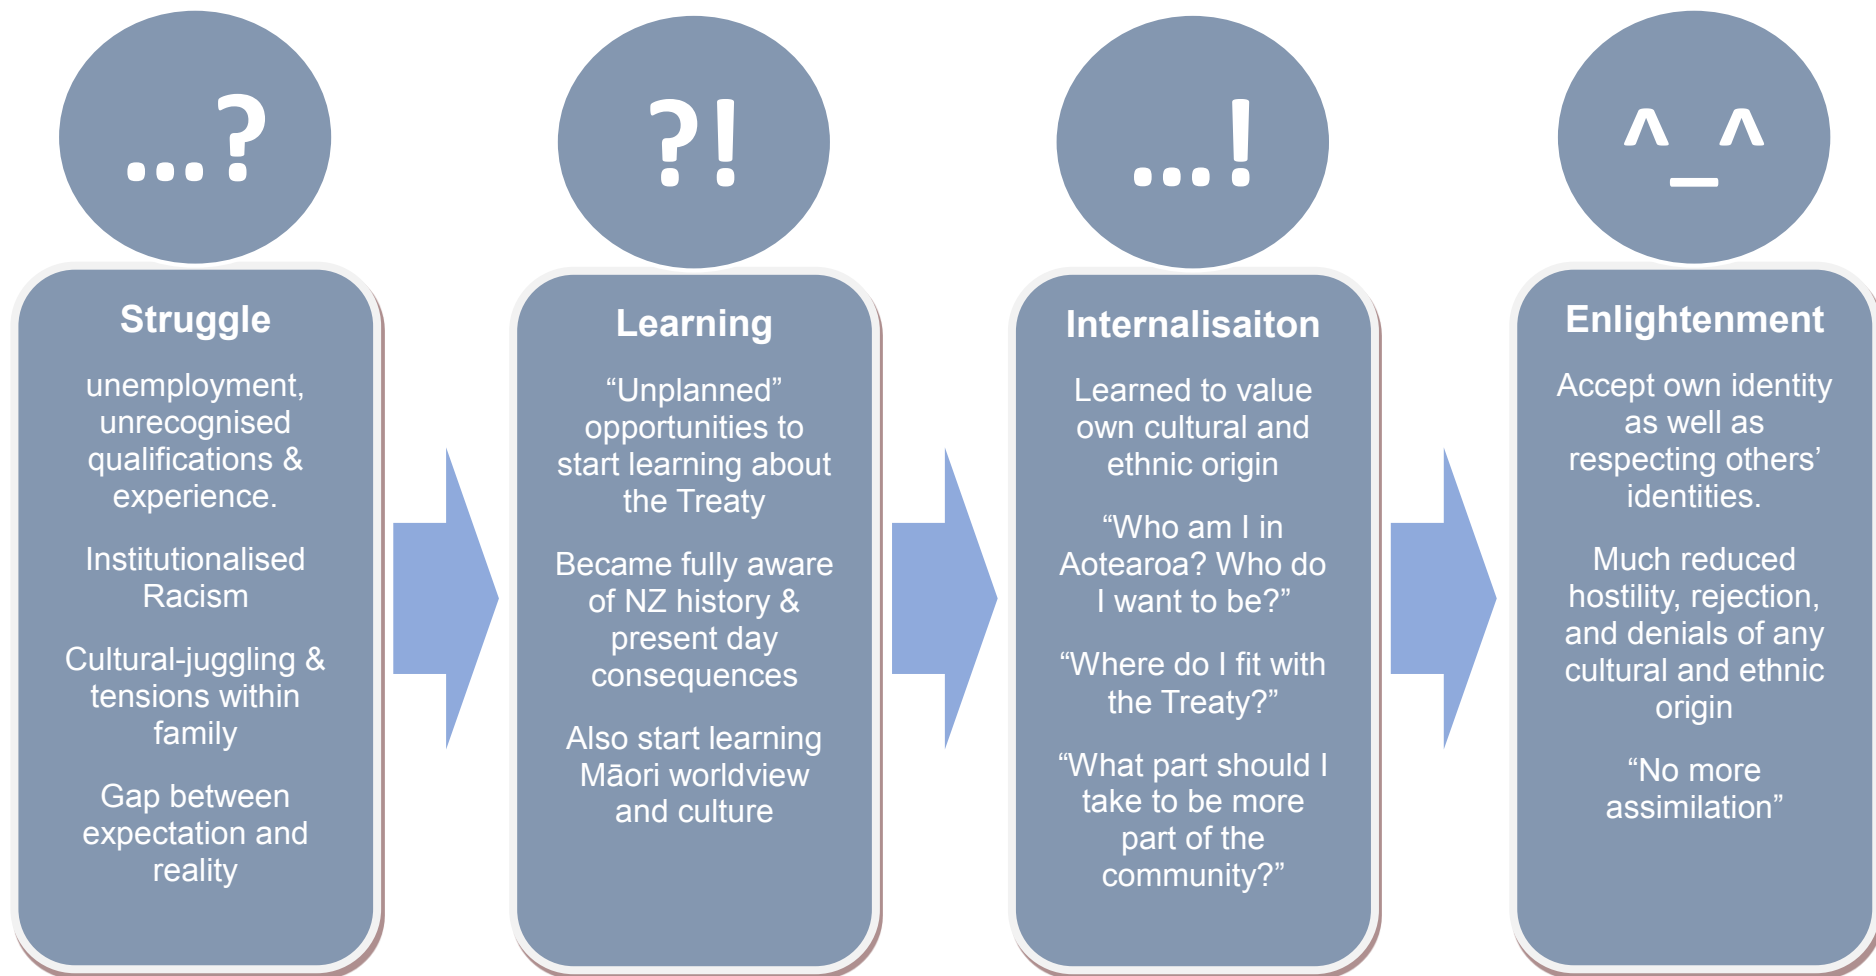 ...?
Struggle
unemployment,
unrecognised
qualifications &
experience.
Institutionalised
Racism
Cultural-juggling &
tensions within
family
Gap between
expectation and
reality
?!
Learning
“Unplanned”
opportunities to
start learning about
the Treaty
Became fully aware
of NZ history &
present day
consequences
Also start learning
Māori worldview
and culture
...!
Internalisaiton
Learned to value
own cultural and
ethnic origin
“Who am I in
Aotearoa? Who do
I want to be?”
“Where do I fit with
the Treaty?”
“What part should I
take to be more
part of the
community?”
^_^
Enlightenment
Accept own identity
as well as
respecting others’
identities.
Much reduced
hostility, rejection,
and denials of any
cultural and ethnic
origin
“No more
assimilation”